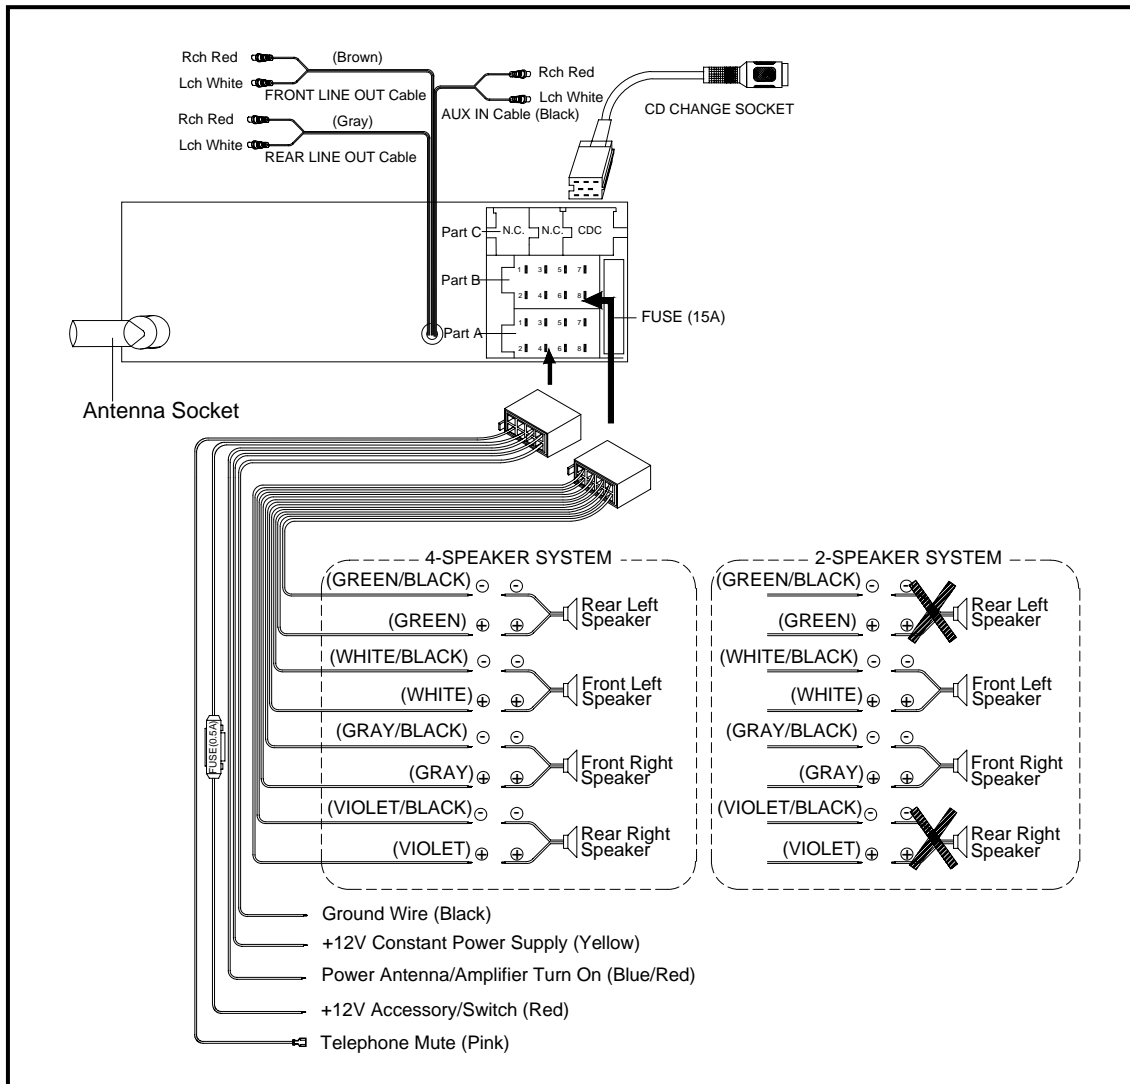 Rch Red
(Brown)
Lch White
FRONT LINE OUT Cable
Rch Red
Lch White
AUX IN Cable (Black)
CD CHANGE SOCKET
Rch Red
(Gray)
Lch White
REAR LINE OUT Cable
Part C
N.C.
N.C.
CDC
Part B
1 3 5 7
2 4 6 8
Part A
1 3 5 7
2 4 6 8
FUSE (15A)
Antenna Socket
4-SPEAKER SYSTEM
(GREEN/BLACK)
(GREEN)
Rear Left
Speaker
(WHITE/BLACK)
(WHITE)
Front Left
Speaker
(GRAY/BLACK)
(GRAY)
Front Right
Speaker
(VIOLET/BLACK)
(VIOLET)
Rear Right
Speaker
2-SPEAKER SYSTEM
(GREEN/BLACK)
(GREEN)
Rear Left
Speaker
(WHITE/BLACK)
(WHITE)
Front Left
Speaker
(GRAY/BLACK)
(GRAY)
Front Right
Speaker
(VIOLET/BLACK)
(VIOLET)
Rear Right
Speaker
FUSE(0.5A)
Ground Wire (Black)
+12V Constant Power Supply (Yellow)
Power Antenna/Amplifier Turn On (Blue/Red)
+12V Accessory/Switch (Red)
Telephone Mute (Pink)